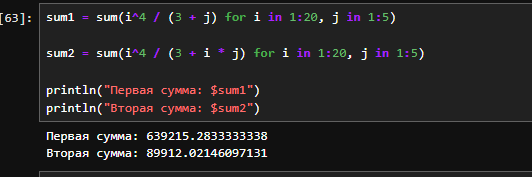 [63]:
sum1 = sum(i^4 / (3 + j) for i in 1:20, j in 1:5)
sum2 = sum(i^4 / (3 + i * j) for i in 1:20, j in 1:5)
println("Первая сумма: $sum1")
println("Вторая сумма: $sum2")
Первая сумма: 639215.2833333338
Вторая сумма: 89912.02146097131